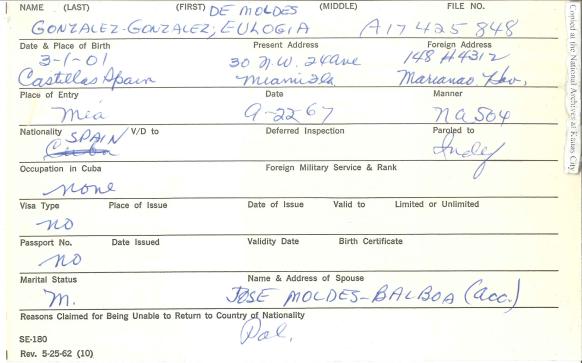 NAME (LAST) (FIRST) DE MOLDES (MIDDLE) FILE NO.
GONZALEZ-GONZALEZ, EULOGIA A17 425 848
Date & Place of Birth Present Address Foreign Address
3-1-01 30 N.W. 24 Ave 148 #4312
Castillas Spain Miami Fla Marianao Hav.
Place of Entry Date Manner
Mia 9-22-67 NA 504
Nationality SPAIN V/D to Deferred Inspection Paroled to
Cuba Indef
Occupation in Cuba Foreign Military Service & Rank
none
Visa Type Place of Issue Date of Issue Valid to Limited or Unlimited
no
Passport No. Date Issued Validity Date Birth Certificate
no
Marital Status Name & Address of Spouse
M. JOSE MOLDES-BALBOA (acc.)
Reasons Claimed for Being Unable to Return to Country of Nationality
Pol.
SE-180
Rev. 5-25-62 (10)
Copied at the National Archives at Kansas City